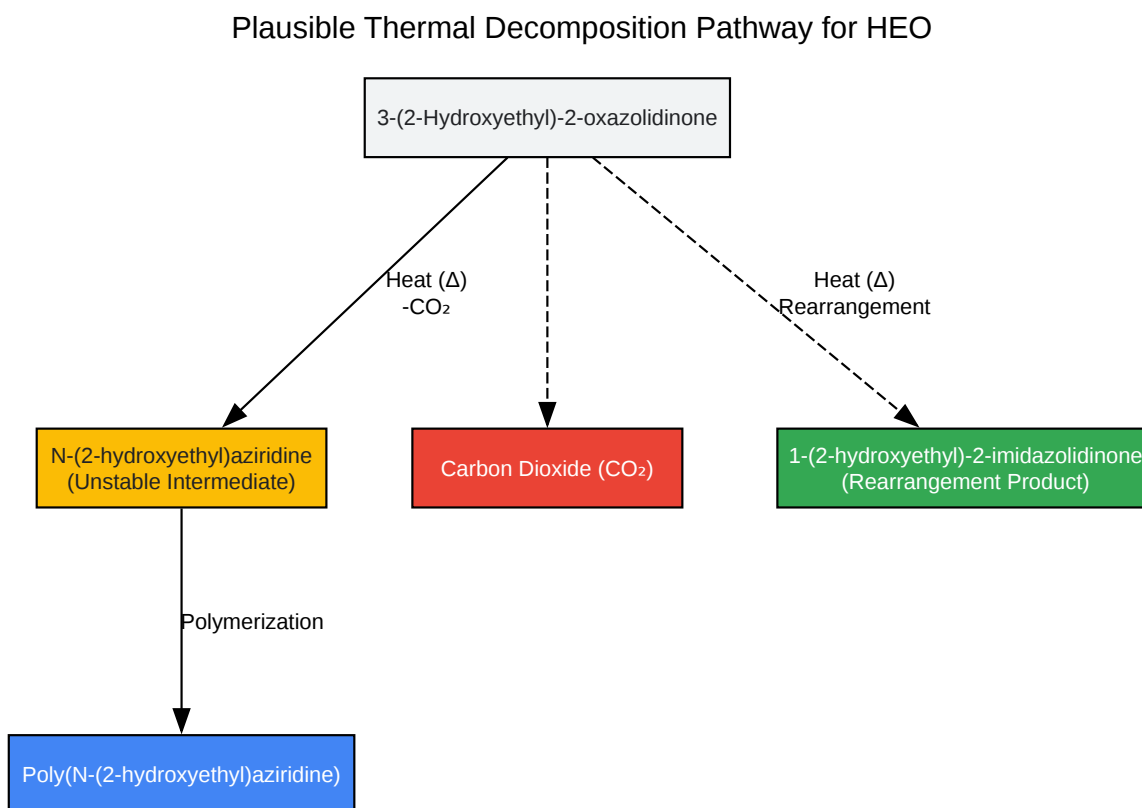 Plausible Thermal Decomposition Pathway for HEO
3-(2-Hydroxyethyl)-2-oxazolidinone
Heat (Δ)
-CO₂
Heat (Δ)
Rearrangement
N-(2-hydroxyethyl)aziridine
(Unstable Intermediate)
Carbon Dioxide (CO₂)
1-(2-hydroxyethyl)-2-imidazolidinone
(Rearrangement Product)
Polymerization
Poly(N-(2-hydroxyethyl)aziridine)